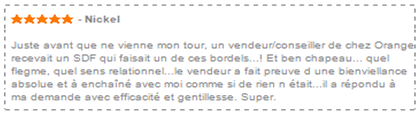 - Nickel
Juste avant que ne vienne mon tour, un vendeur/conseiller de chez Orange
recevait un SDF qui faisait un de ces bordels...! Et ben chapeau... quel
flegme, quel sens relationnel...le vendeur a fait preuve d une bienviellance
absolue et à enchaîné avec moi comme si de rien n était...il a répondu à
ma demande avec efficacité et gentillesse. Super.